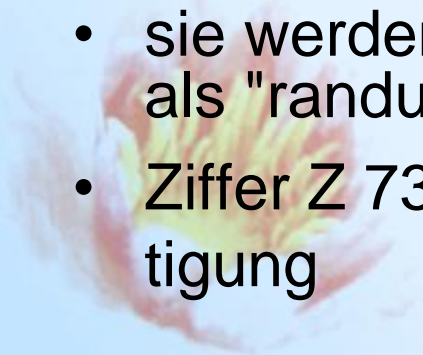 • sie werden
als "randu
• Ziffer Z 73
tigung